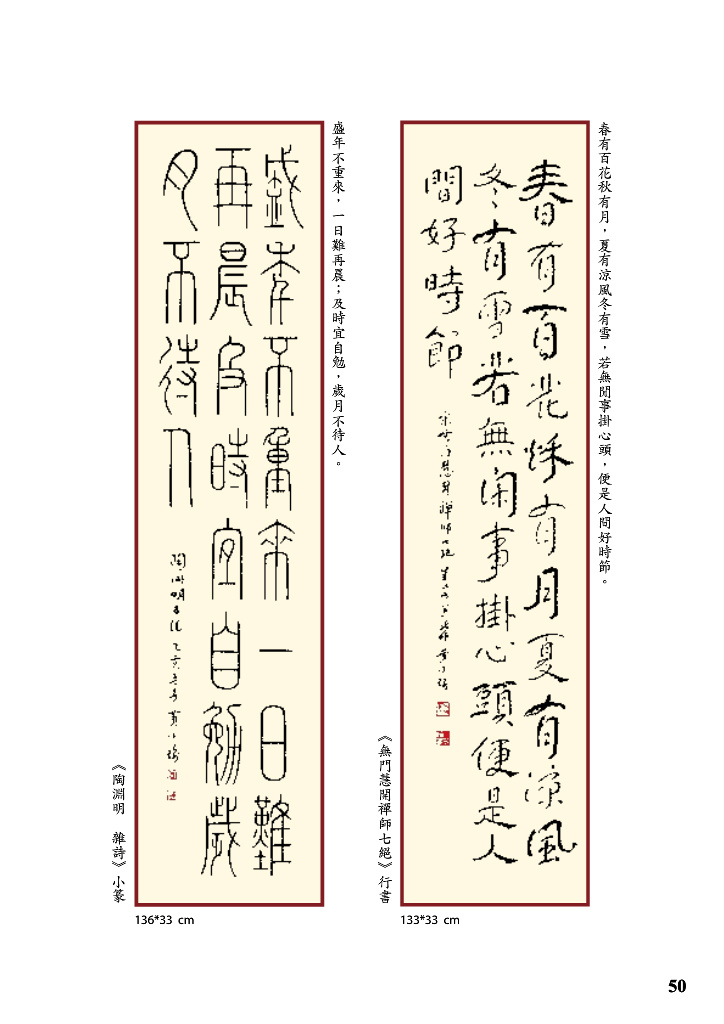 春有百花秋有月，夏有涼風冬有雪，若無閒事掛心頭，便是人間好時節。
春有百花秋有月夏有涼風
冬有雪若無閑事掛心頭便是人
間好時節
《無門慧開禪師七絕》行書
133*33 cm
盛年不重來，一日難再晨；及時宜自勉，歲月不待人。
盛年不重來一日難
再晨及時宜自勉歲
月不待人
《陶淵明 雜詩》小篆
136*33 cm
50